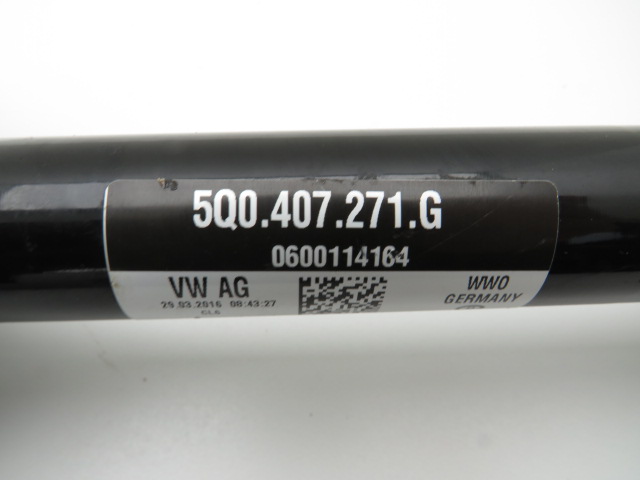 5Q0.407.271.G
0600114164
VW AG
29.03.2016 08:43:27
WWO
GERMANY